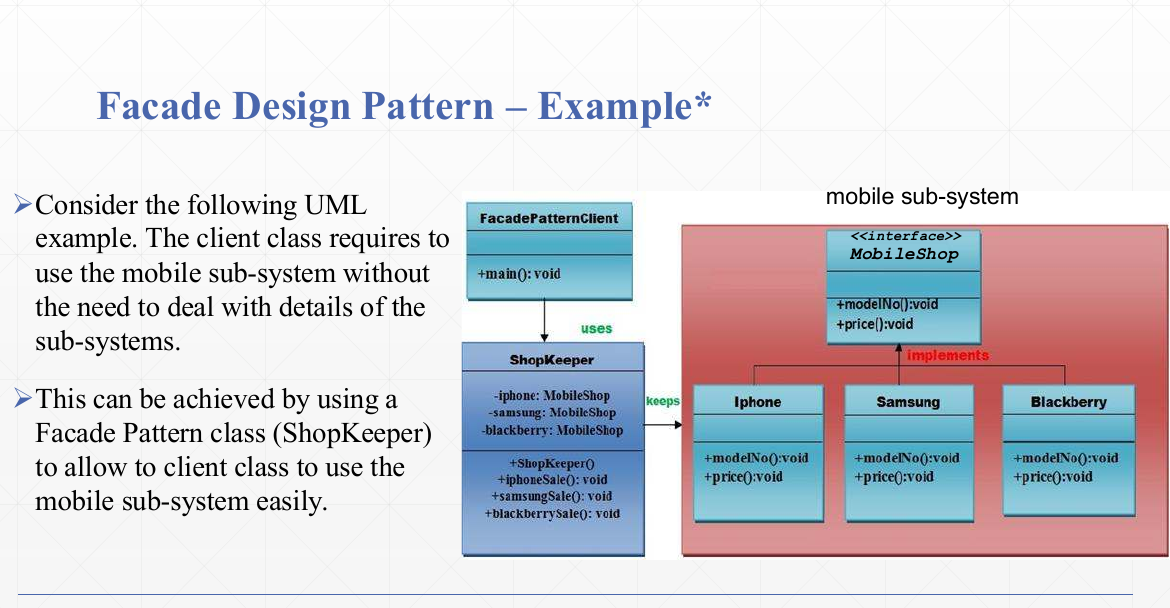 Facade Design Pattern – Example*
➢Consider the following UML
example. The client class requires to
use the mobile sub-system without
the need to deal with details of the
sub-systems.
➢This can be achieved by using a
Facade Pattern class (ShopKeeper)
to allow to client class to use the
mobile sub-system easily.
mobile sub-system
FacadePatternClient
+main(): void
uses
ShopKeeper
-iphone: MobileShop
-samsung: MobileShop
-blackberry: MobileShop
+ShopKeeper()
+iphoneSale(): void
+samsungSale(): void
+blackberrySale(): void
keeps
<<interface>>
MobileShop
+modelNo():void
+price():void
implements
Iphone
+modelNo():void
+price():void
Samsung
+modelNo():void
+price():void
Blackberry
+modelNo():void
+price():void